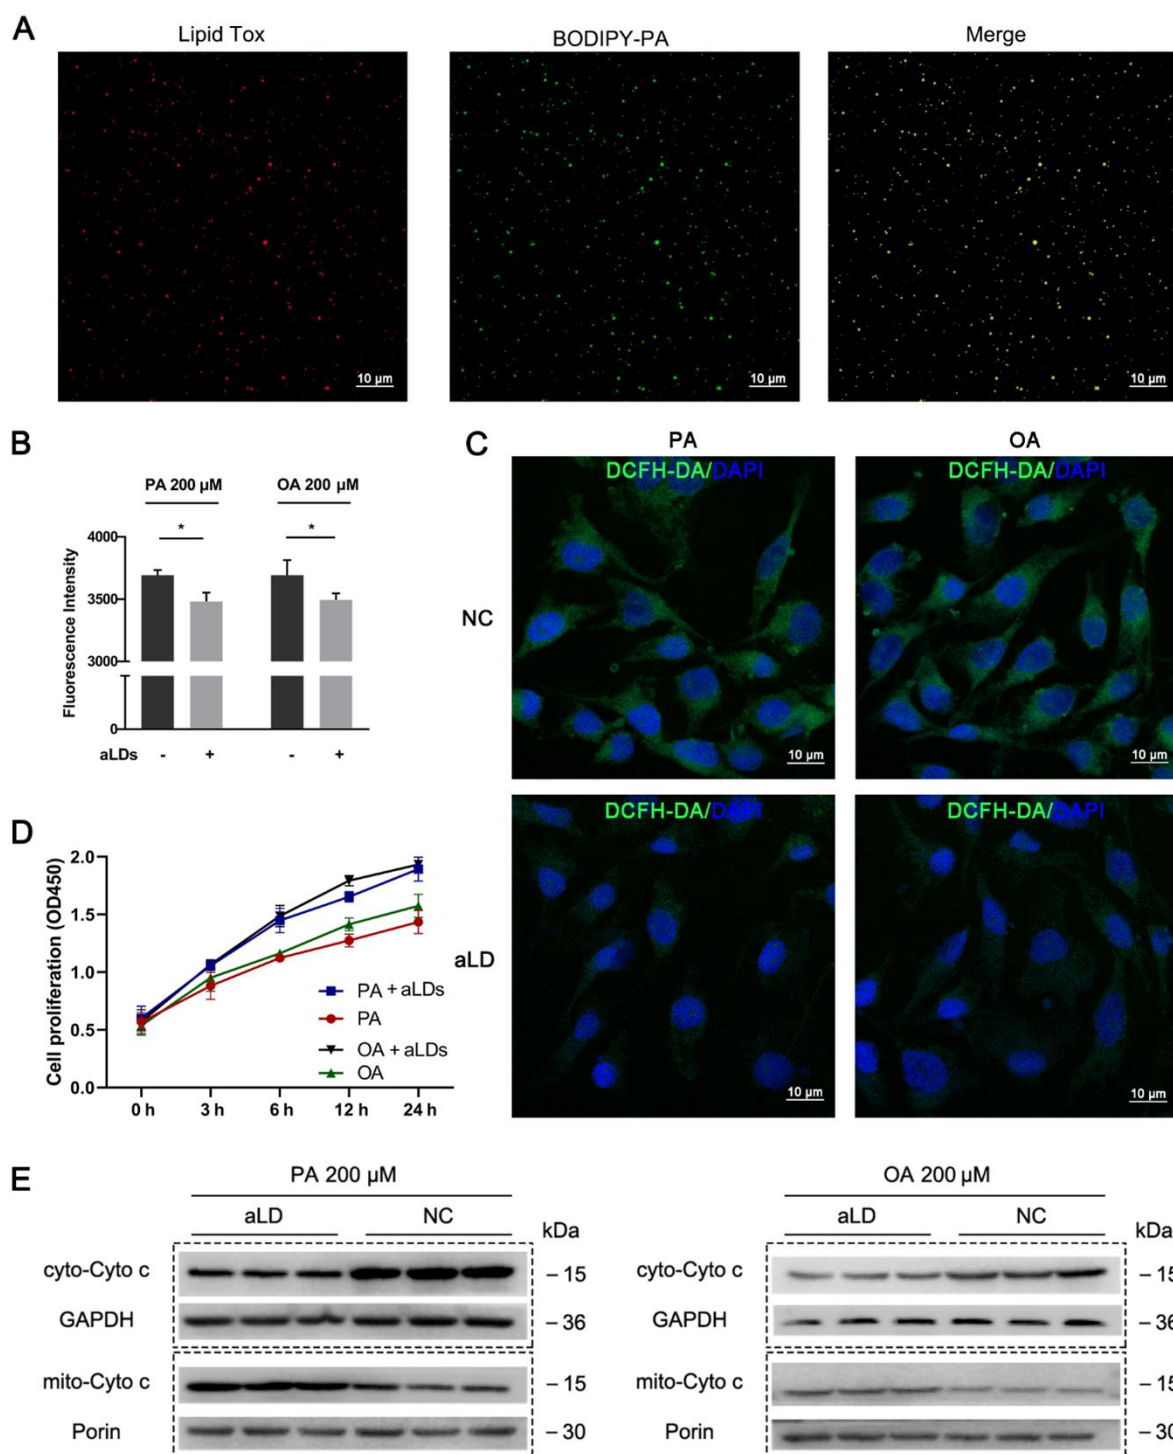 A
Lipid Tox BODIPY-PA Merge
10 µm 10 µm 10 µm
B
PA 200 µM OA 200 µM
* *
4000
3500
3000
0
Fluorescence Intensity
aLDs - + - +
C
PA OA
NC
DCFH-DA/DAPI DCFH-DA/DAPI
10 µm 10 µm
aLD
DCFH-DA/DAPI DCFH-DA/DAPI
10 µm 10 µm
D
Cell proliferation (OD450)
2.0
1.5
1.0
0.5
0.0
0 h 3 h 6 h 12 h 24 h
PA + aLDs
PA
OA + aLDs
OA
E
PA 200 µM
aLD NC kDa
cyto-Cyto c – 15
GAPDH – 36
mito-Cyto c – 15
Porin – 30
OA 200 µM
aLD NC kDa
cyto-Cyto c – 15
GAPDH – 36
mito-Cyto c – 15
Porin – 30